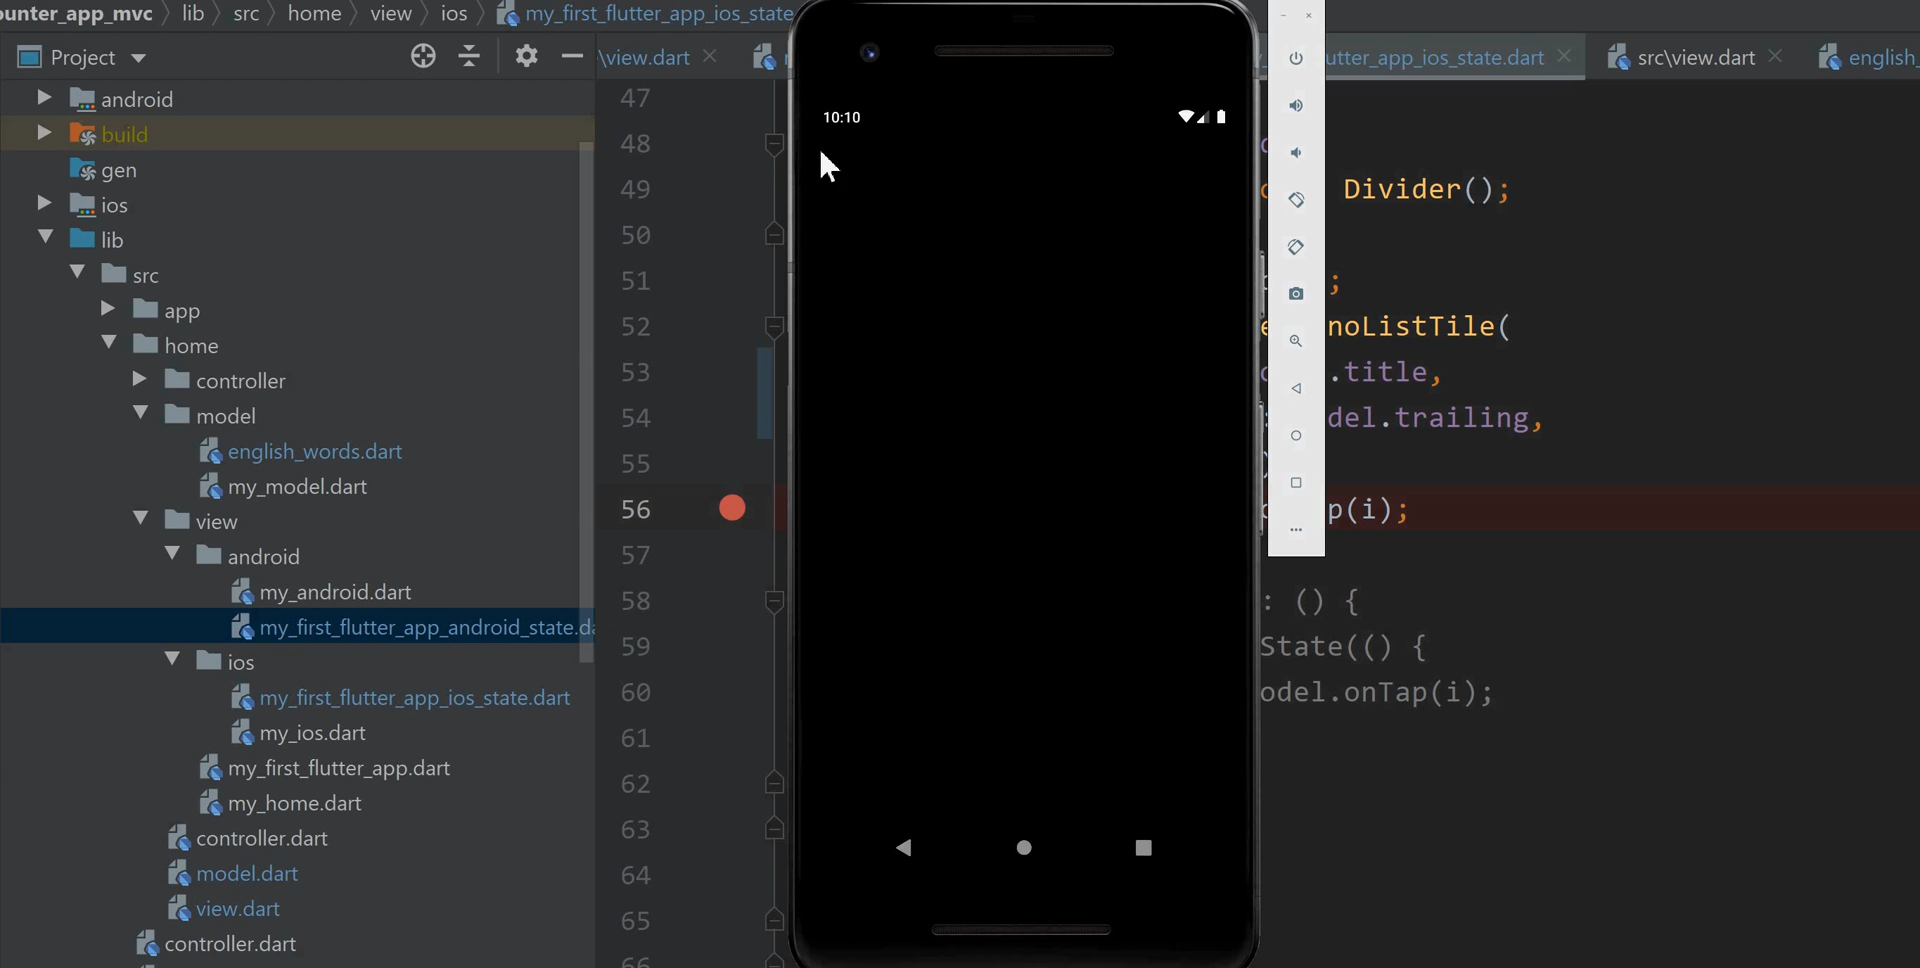 ounter_app_mvc lib src home view ios my_first_flutter_app_ios_state
Project
\view.dart
utter_app_ios_state.dart
src\view.dart
english_
android
build
gen
ios
lib
src
app
home
controller
model
english_words.dart
my_model.dart
view
android
my_android.dart
my_first_flutter_app_android_state.da
ios
my_first_flutter_app_ios_state.dart
my_ios.dart
my_first_flutter_app.dart
my_home.dart
controller.dart
model.dart
view.dart
controller.dart
47
48
49 Divider();
50
51 ;
52 noListTile(
53 .title,
54 del.trailing,
55
56 p(i);
57
58 : () {
59 State(() {
60 odel.onTap(i);
61
62
63
64
65
66
10:10